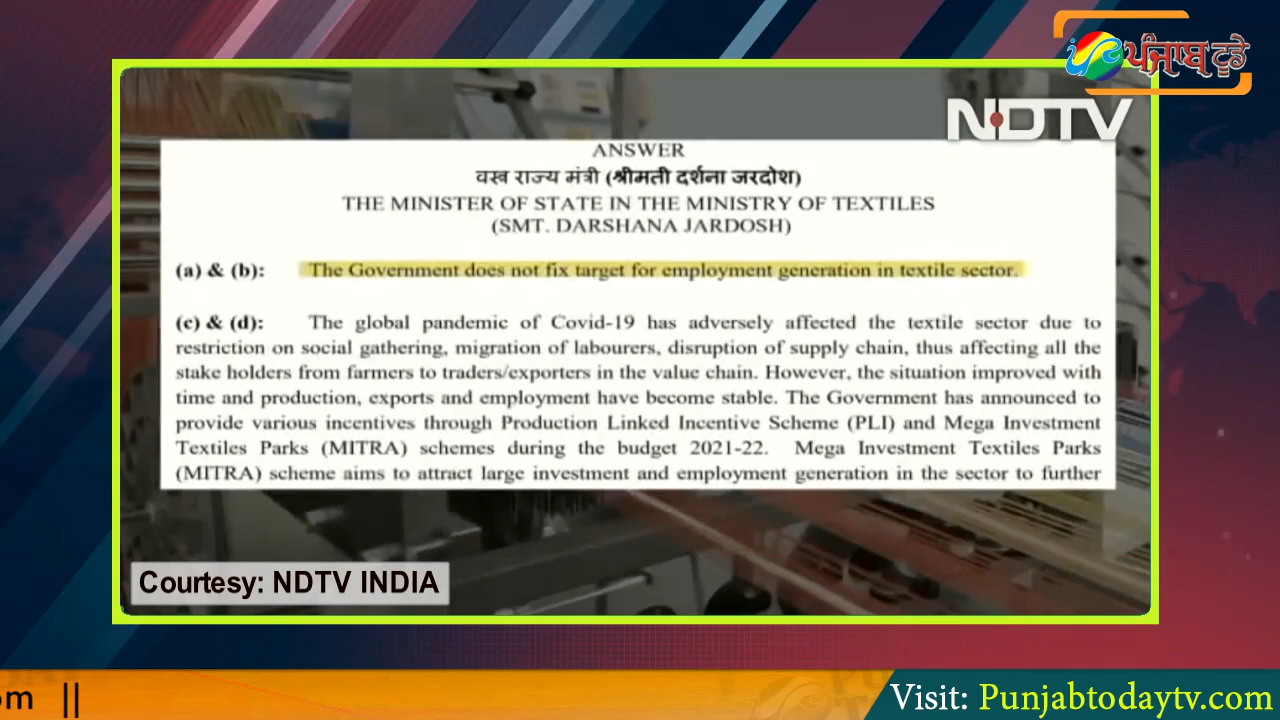 ਪੰਜਾਬ ਟੂਡੇ
NDTV
ANSWER
वस्त्र राज्य मंत्री (श्रीमती दर्शना जरदोश)
THE MINISTER OF STATE IN THE MINISTRY OF TEXTILES
(SMT. DARSHANA JARDOSH)
(a) & (b): The Government does not fix target for employment generation in textile sector.
(c) & (d): The global pandemic of Covid-19 has adversely affected the textile sector due to
restriction on social gathering, migration of labourers, disruption of supply chain, thus affecting all the
stake holders from farmers to traders/exporters in the value chain. However, the situation improved with
time and production, exports and employment have become stable. The Government has announced to
provide various incentives through Production Linked Incentive Scheme (PLI) and Mega Investment
Textiles Parks (MITRA) schemes during the budget 2021-22. Mega Investment Textiles Parks
(MITRA) scheme aims to attract large investment and employment generation in the sector to further
Courtesy: NDTV INDIA
om ||
Visit: Punjabtodaytv.com